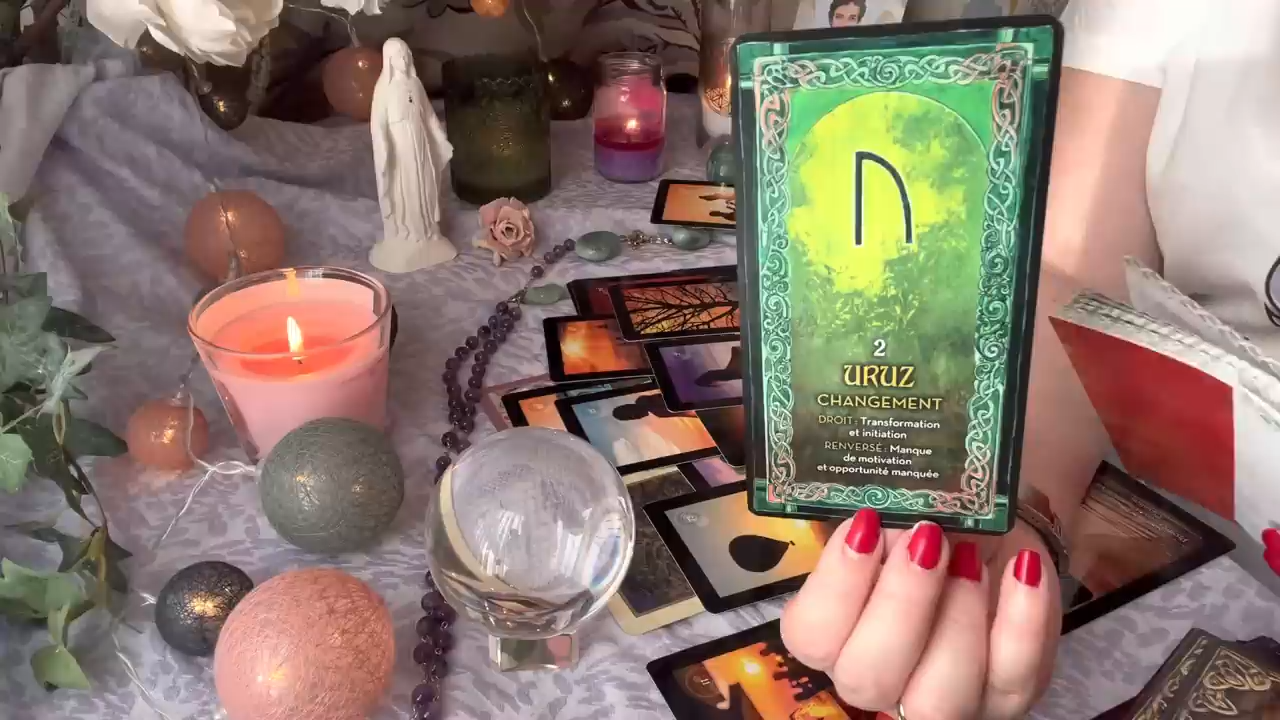 ᚢ
2
URUZ
CHANGEMENT
DROIT : Transformation
et initiation
RENVERSÉ : Manque
de motivation
et opportunité manquée